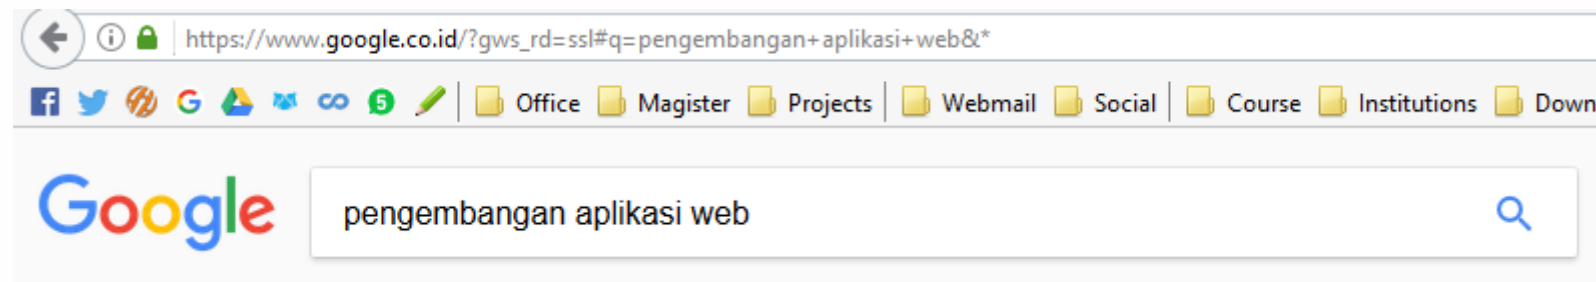 https://www.google.co.id/?gws_rd=ssl#q=pengembangan+aplikasi+web&*
5 Office Magister Projects Webmail Social Course Institutions Down
Google pengembangan aplikasi web